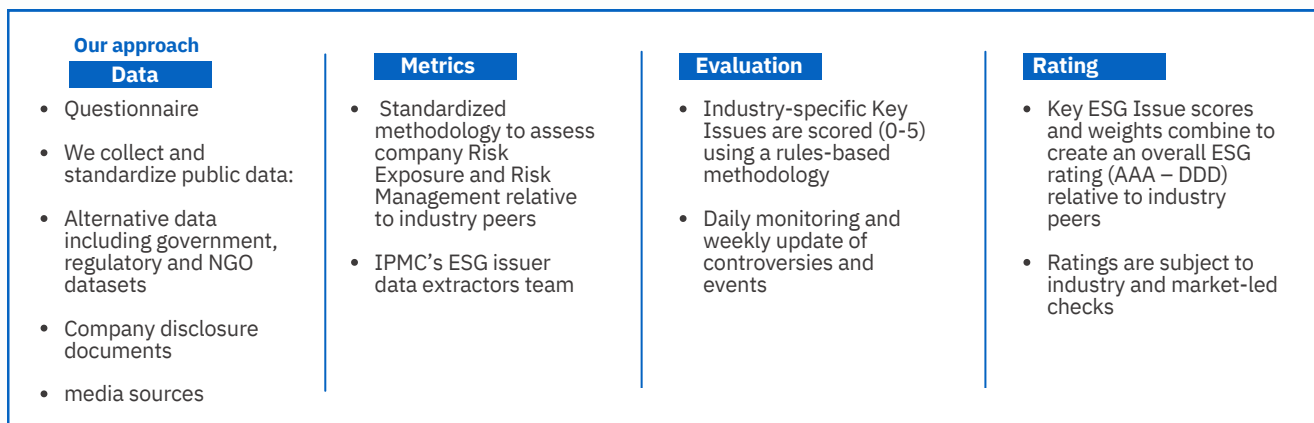 Our approach
Data
• Questionnaire
• We collect and
standardize public data:
• Alternative data
including government,
regulatory and NGO
datasets
• Company disclosure
documents
• media sources
Metrics
• Standardized
methodology to assess
company Risk
Exposure and Risk
Management relative
to industry peers
• IPMC's ESG issuer
data extractors team
Evaluation
• Industry-specific Key
Issues are scored (0-5)
using a rules-based
methodology
• Daily monitoring and
weekly update of
controversies and
events
Rating
• Key ESG Issue scores
and weights combine to
create an overall ESG
rating (AAA – DDD)
relative to industry
peers
• Ratings are subject to
industry and market-led
checks